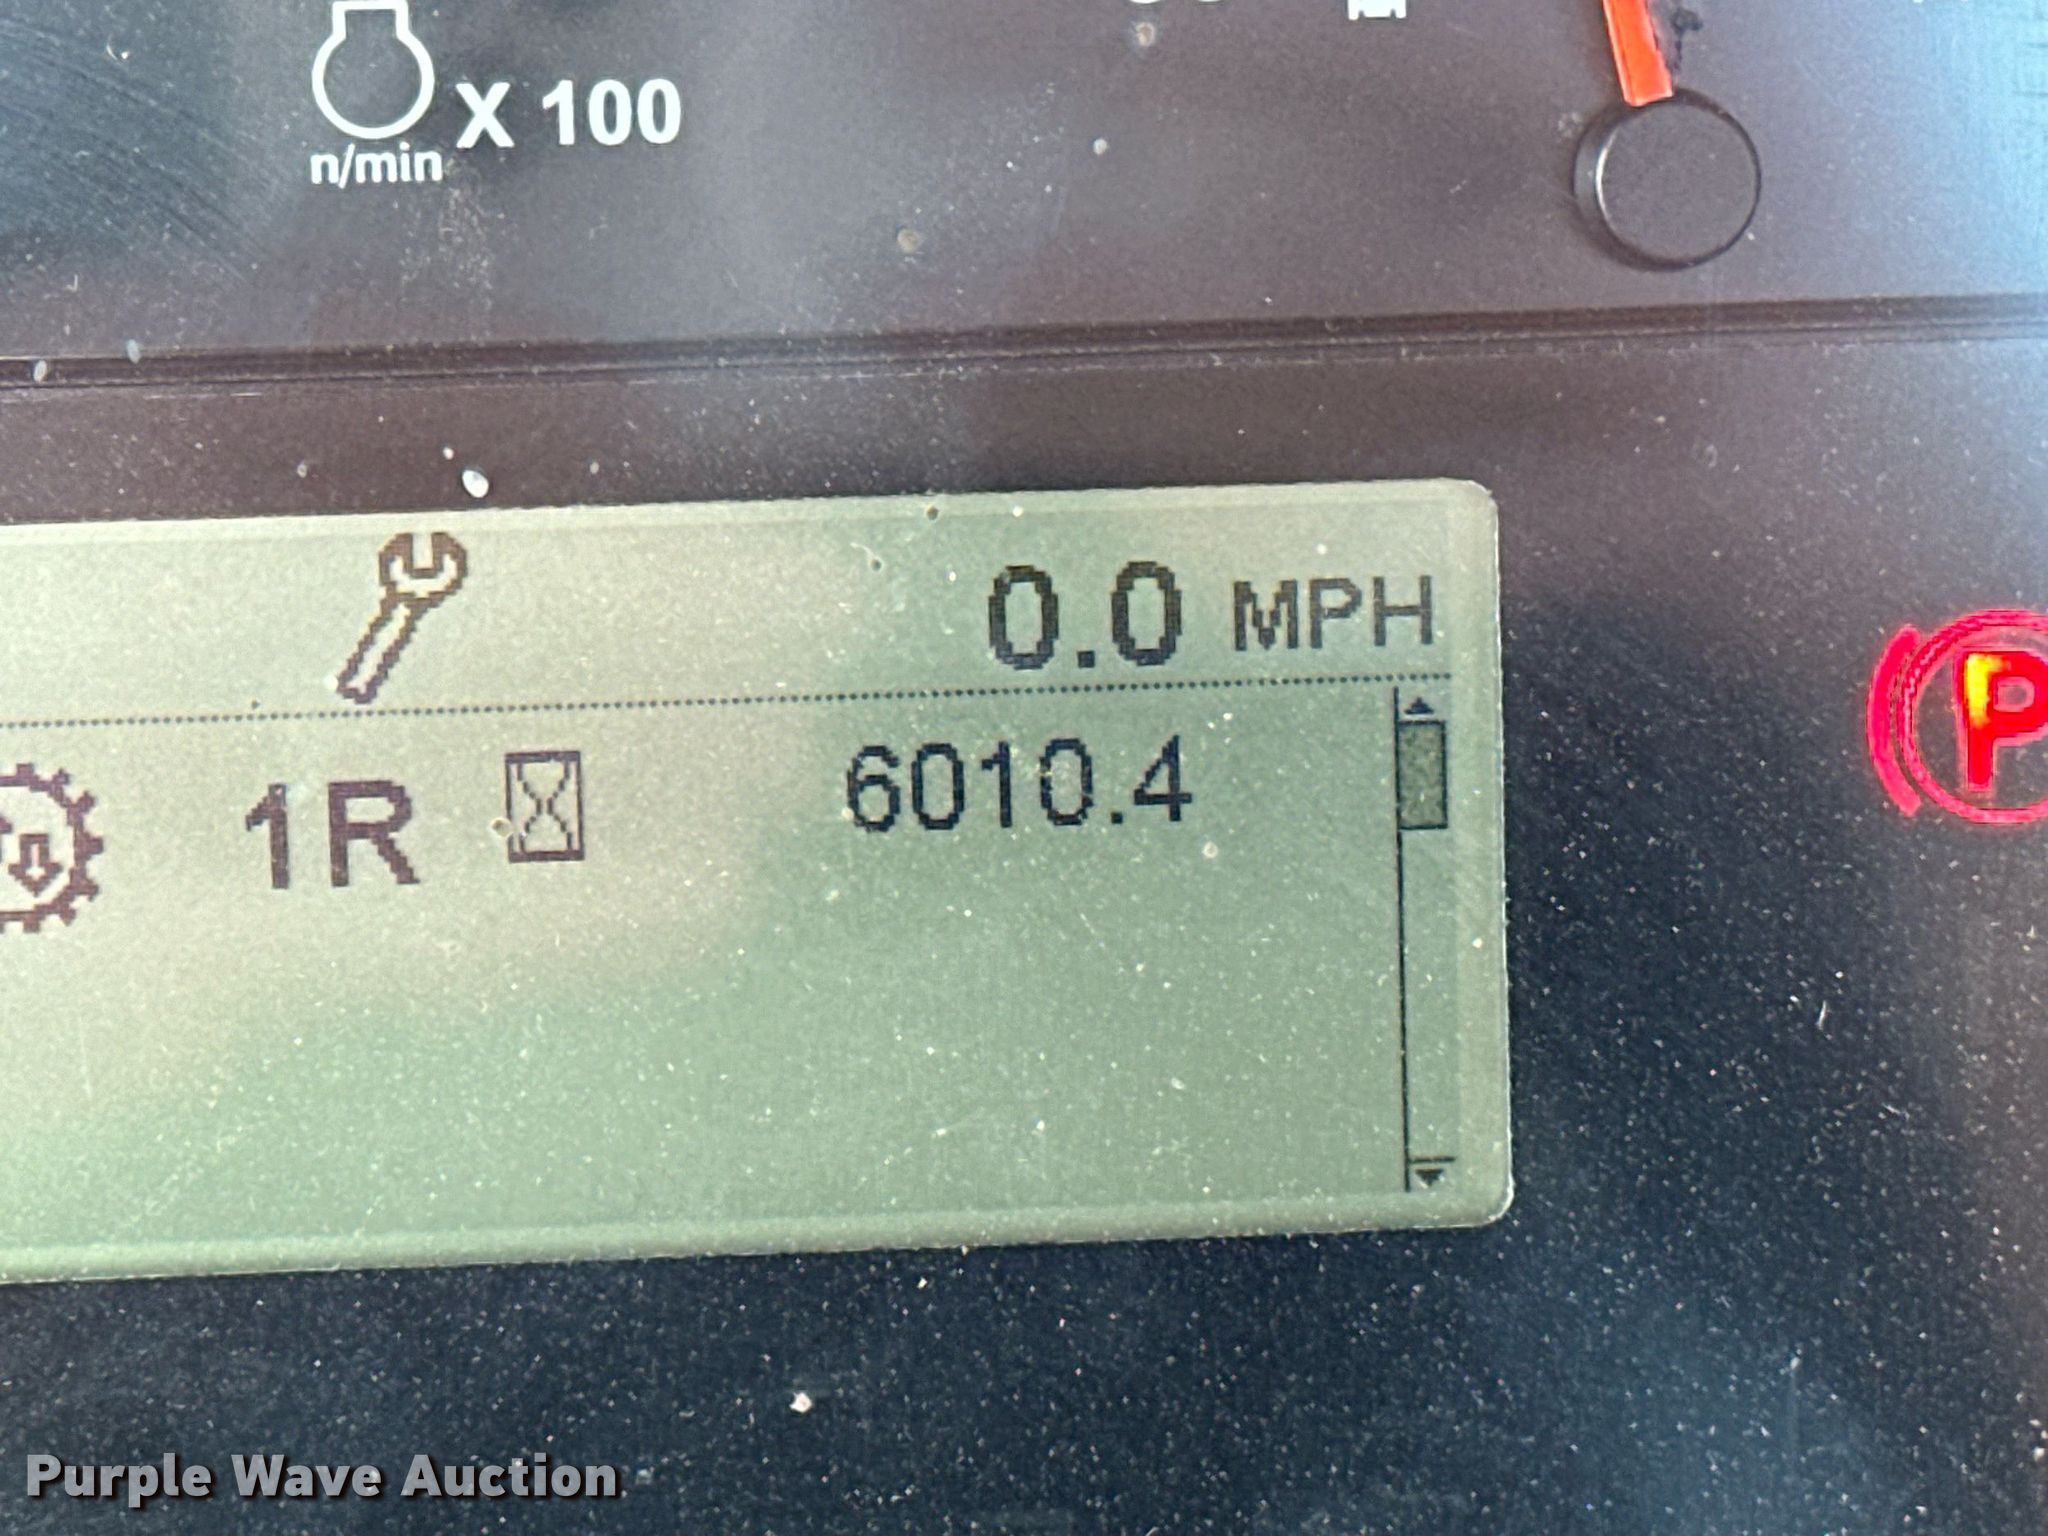 X 100
n/min
0.0 MPH
1R 6010.4
P
Purple Wave Auction